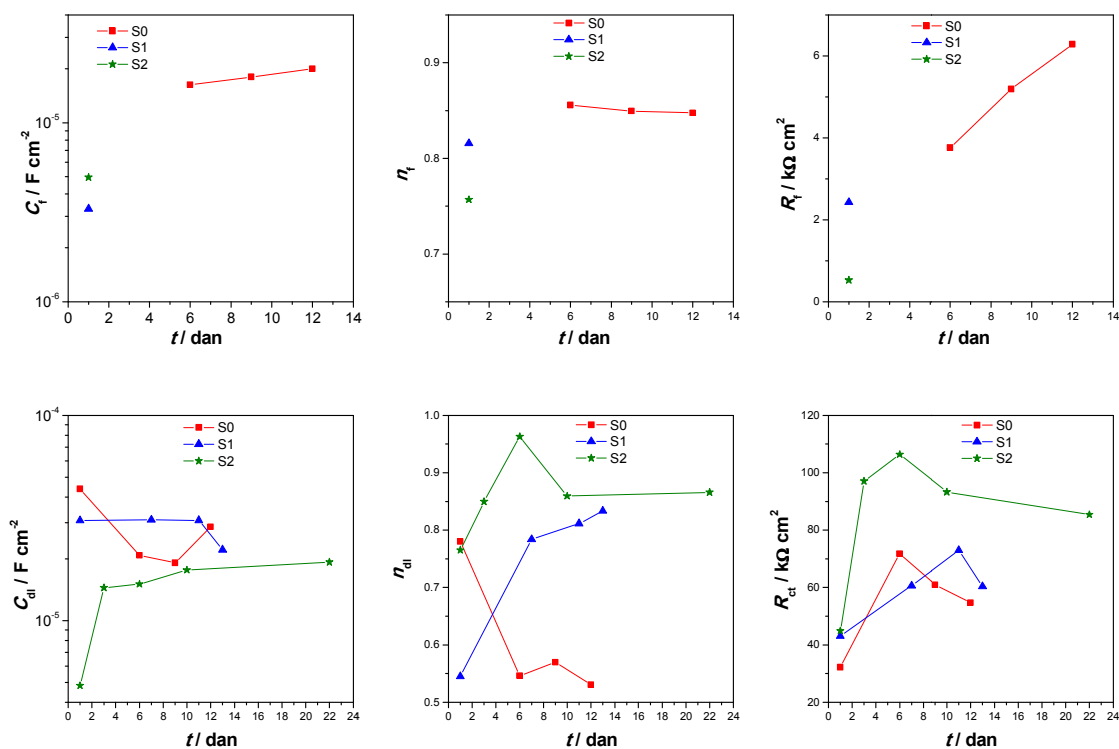 S0
S1
S2
10⁻⁵
10⁻⁶
C_f / F cm⁻²
0 2 4 6 8 10 12 14
t / dan
S0
S1
S2
0.9
0.8
0.7
n_f
0 2 4 6 8 10 12 14
t / dan
S0
S1
S2
6
4
2
0
R_f / kΩ cm²
0 2 4 6 8 10 12 14
t / dan
S0
S1
S2
10⁻⁴
10⁻⁵
C_dl / F cm⁻²
0 2 4 6 8 10 12 14 16 18 20 22 24
t / dan
S0
S1
S2
1.0
0.9
0.8
0.7
0.6
0.5
n_dl
0 2 4 6 8 10 12 14 16 18 20 22 24
t / dan
S0
S1
S2
120
100
80
60
40
20
R_ct / kΩ cm²
0 2 4 6 8 10 12 14 16 18 20 22 24
t / dan